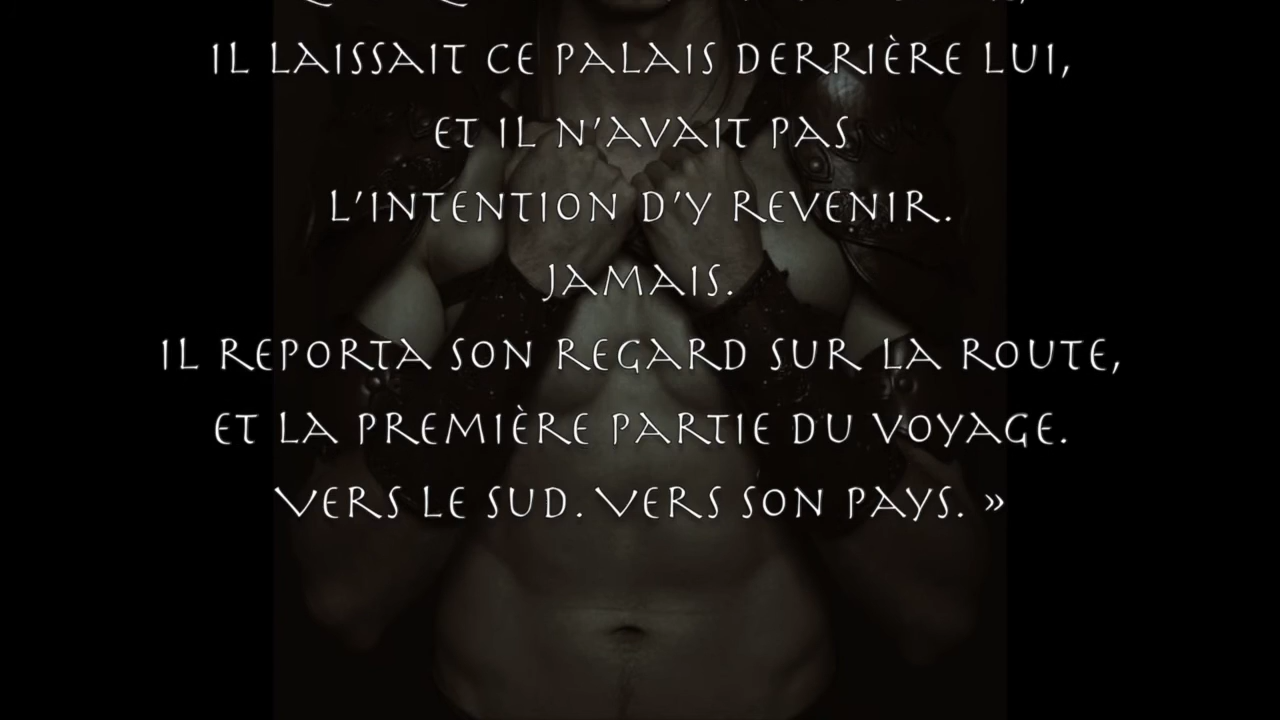 IL LAISSAIT CE PALAIS DERRIÈRE LUI,
ET IL N'AVAIT PAS
L'INTENTION D'Y REVENIR.
JAMAIS.
IL REPORTA SON REGARD SUR LA ROUTE,
ET LA PREMIÈRE PARTIE DU VOYAGE.
VERS LE SUD. VERS SON PAYS. »